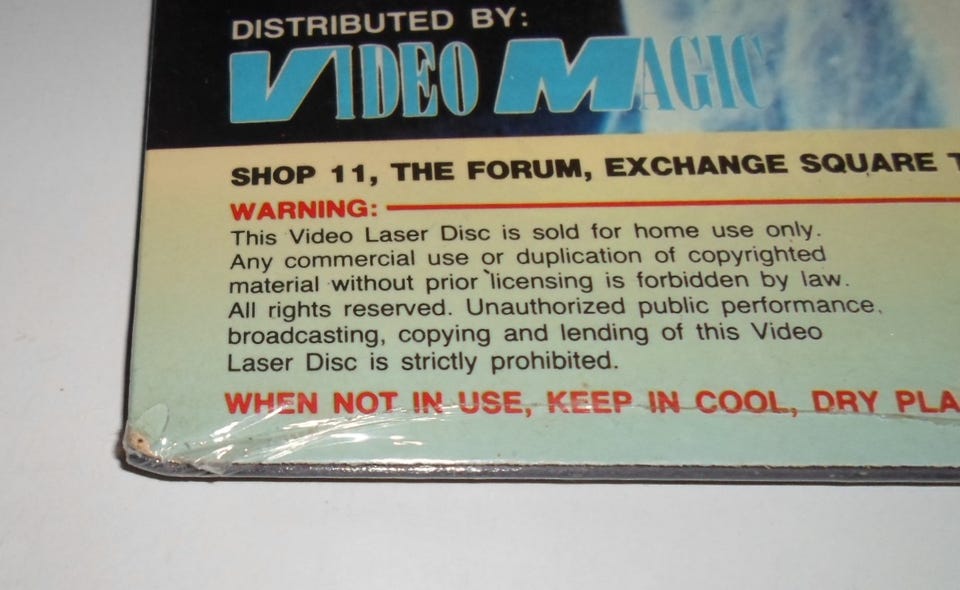 DISTRIBUTED BY:
VIDEO MAGIC
SHOP 11, THE FORUM, EXCHANGE SQUARE T
WARNING:
This Video Laser Disc is sold for home use only.
Any commercial use or duplication of copyrighted
material without prior licensing is forbidden by law.
All rights reserved. Unauthorized public performance,
broadcasting, copying and lending of this Video
Laser Disc is strictly prohibited.
WHEN NOT IN USE, KEEP IN COOL, DRY PLA